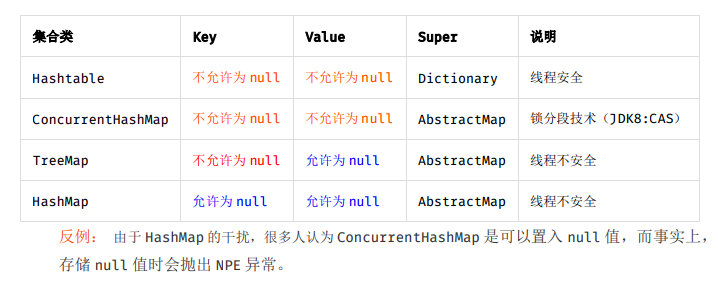 集合类 Key Value Super 说明
Hashtable 不允许为 null 不允许为 null Dictionary 线程安全
ConcurrentHashMap 不允许为 null 不允许为 null AbstractMap 锁分段技术（JDK8:CAS）
TreeMap 不允许为 null 允许为 null AbstractMap 线程不安全
HashMap 允许为 null 允许为 null AbstractMap 线程不安全
反例： 由于 HashMap 的干扰，很多人认为 ConcurrentHashMap 是可以置入 null 值，而事实上，
存储 null 值时会抛出 NPE 异常。